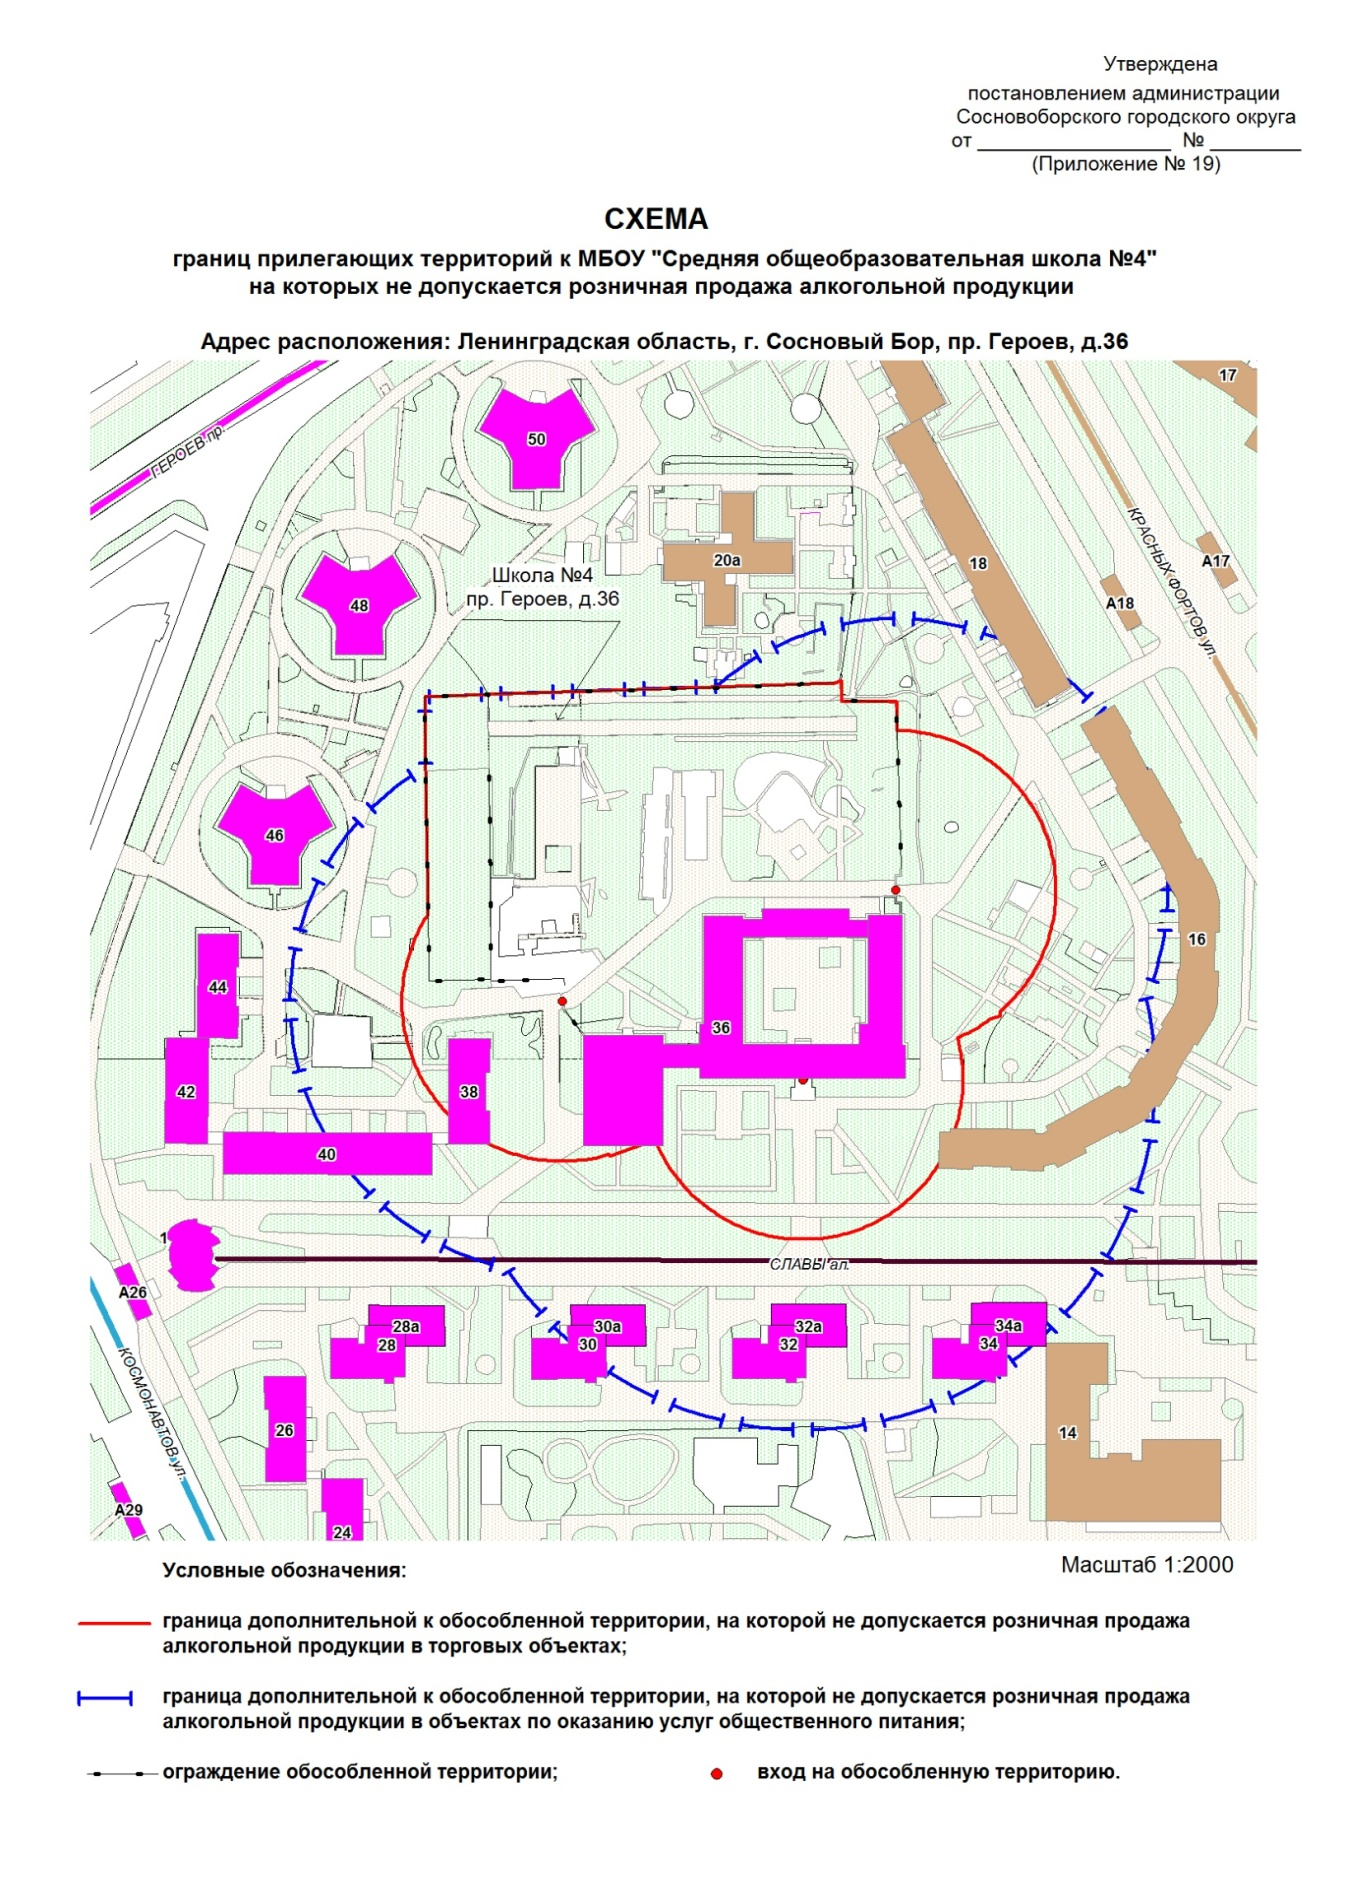 Утверждена
постановлением администрации
Сосновоборского городского округа
от _________________ № ________
(Приложение № 19)
СХЕМА
границ прилегающих территорий к МБОУ "Средняя общеобразовательная школа №4"
на которых не допускается розничная продажа алкогольной продукции
Адрес расположения: Ленинградская область, г. Сосновый Бор, пр. Героев, д.36
17
50
ГЕРОЕВ пр.
КРАСНЫХ ФОРТОВ ул.
20а
18
А17
Школа №4
пр. Героев, д.36
48
А18
46
16
44
36
42
38
40
1
СЛАВЫ ал.
А26
28а
30а
32а
34а
28
30
32
34
КОСМОНАВТОВ ул.
26
14
А29
24
Условные обозначения:
Масштаб 1:2000
граница дополнительной к обособленной территории, на которой не допускается розничная продажа
алкогольной продукции в торговых объектах;
граница дополнительной к обособленной территории, на которой не допускается розничная продажа
алкогольной продукции в объектах по оказанию услуг общественного питания;
ограждение обособленной территории;
вход на обособленную территорию.